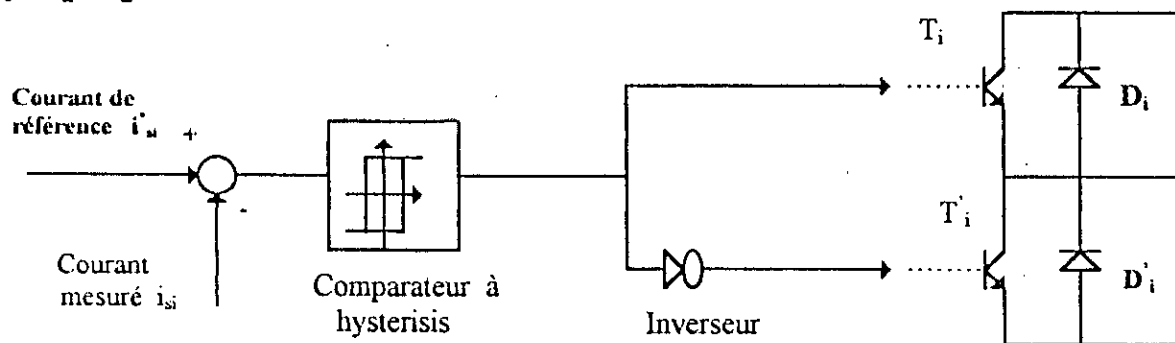 Courant de
référence i*si +
-
Courant
mesuré isi
Comparateur à
hysterisis
Inverseur
Ti
Di
T'i
D'i